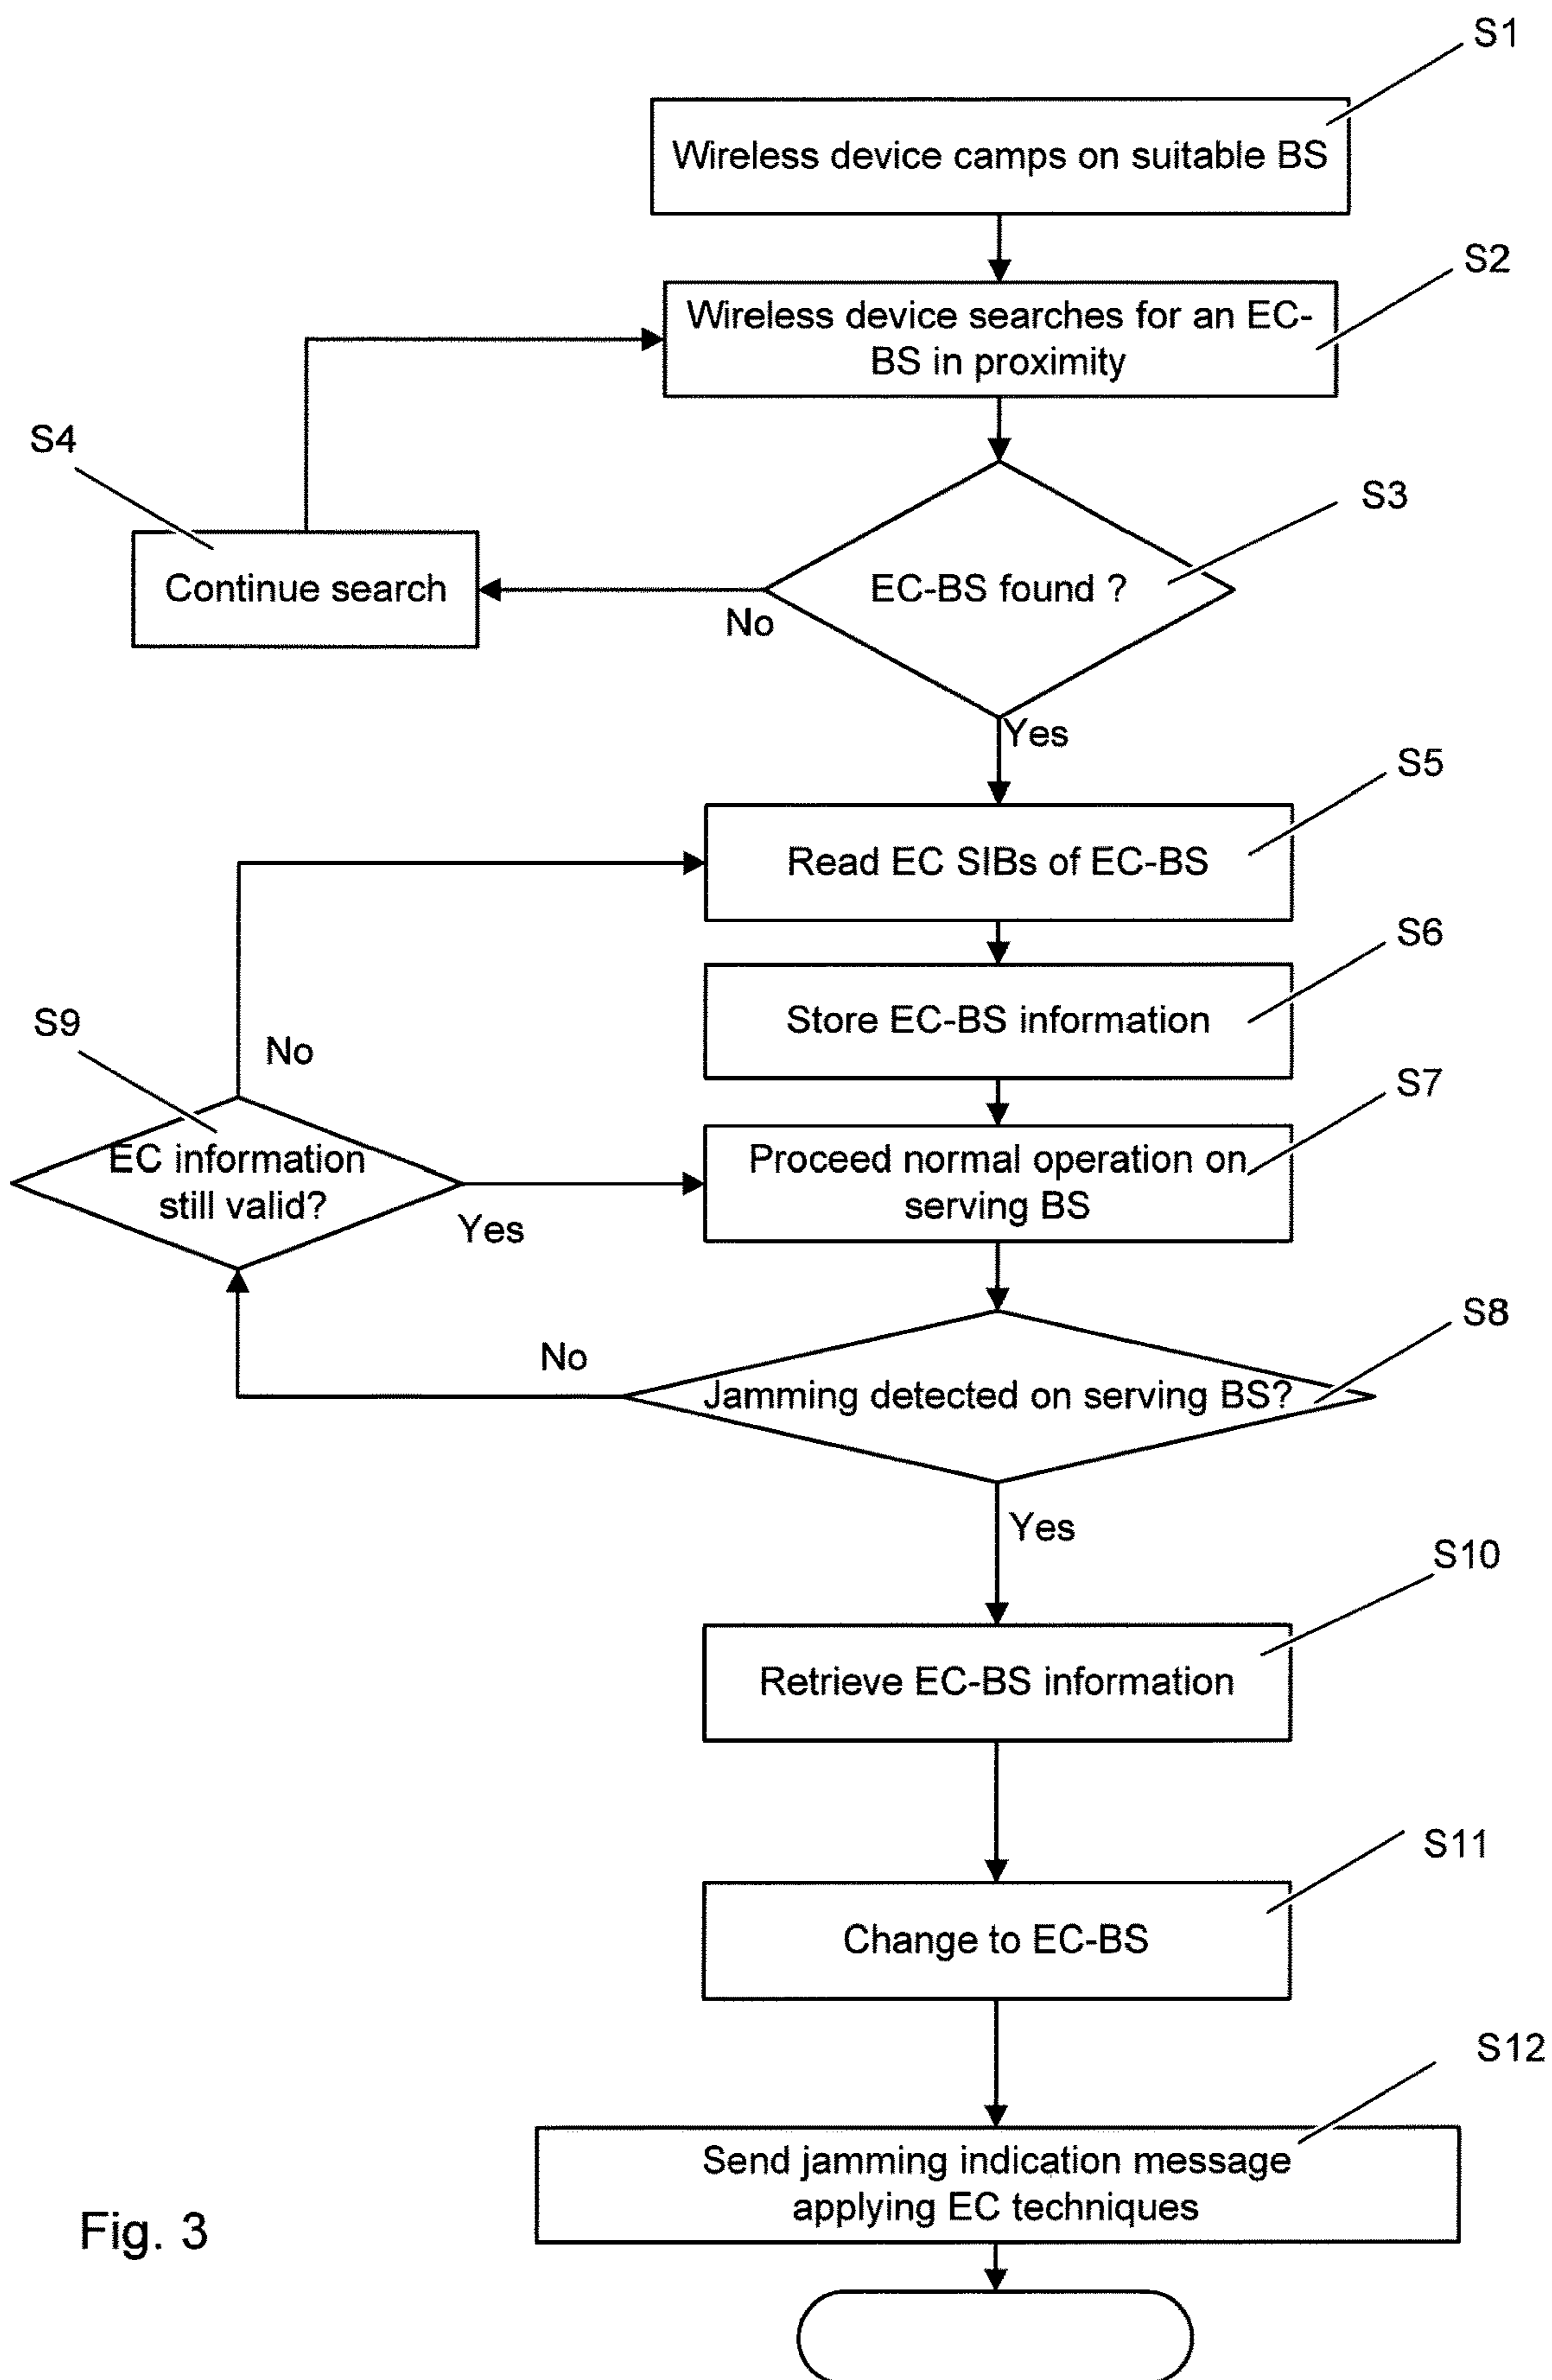 S1
Wireless device camps on suitable BS
S2
Wireless device searches for an EC-
BS in proximity
S4
S3
Continue search
EC-BS found ?
No
Yes
S5
Read EC SIBs of EC-BS
S6
Store EC-BS information
S9
No
S7
EC information
still valid?
Proceed normal operation on
serving BS
Yes
S8
No
Jamming detected on serving BS?
Yes
S10
Retrieve EC-BS information
S11
Change to EC-BS
S12
Send jamming indication message
applying EC techniques
Fig. 3